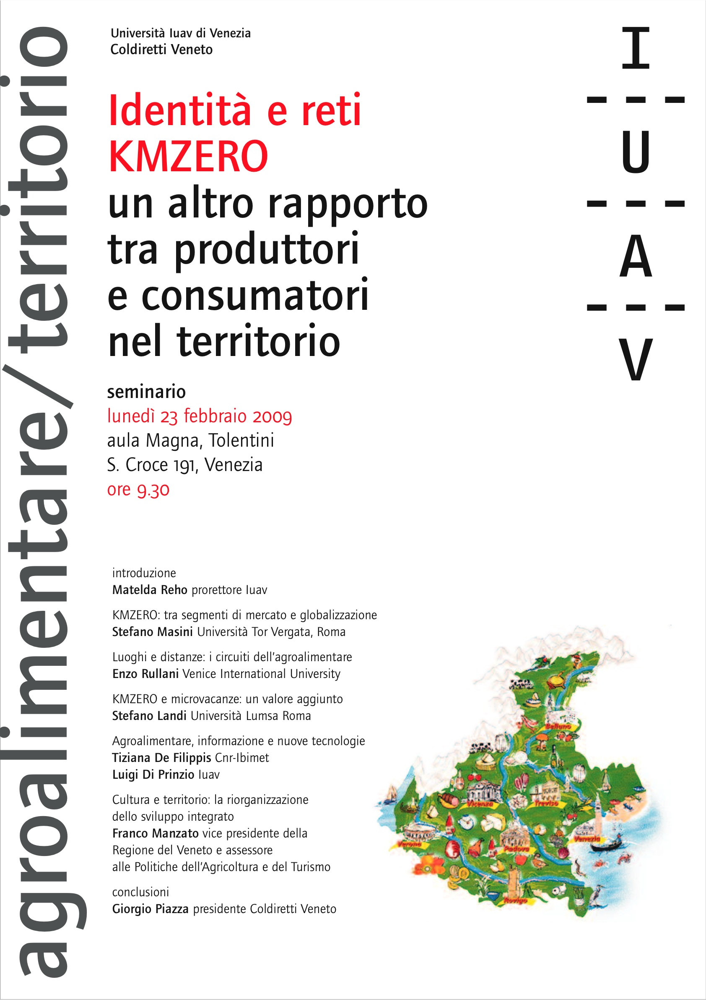 agroalimentare/territorio
Università Iuav di Venezia
Coldiretti Veneto
Identità e reti
KMZERO
un altro rapporto
tra produttori
e consumatori
nel territorio
seminario
lunedì 23 febbraio 2009
aula Magna, Tolentini
S. Croce 191, Venezia
ore 9.30
I
---
U
---
A
---
V
introduzione
Matelda Reho prorettore Iuav
KMZERO: tra segmenti di mercato e globalizzazione
Stefano Masini Università Tor Vergata, Roma
Luoghi e distanze: i circuiti dell'agroalimentare
Enzo Rullani Venice International University
KMZERO e microvacanze: un valore aggiunto
Stefano Landi Università Lumsa Roma
Agroalimentare, informazione e nuove tecnologie
Tiziana De Filippis Cnr-Ibimet
Luigi Di Prinzio Iuav
Cultura e territorio: la riorganizzazione
dello sviluppo integrato
Franco Manzato vice presidente della
Regione del Veneto e assessore
alle Politiche dell'Agricoltura e del Turismo
conclusioni
Giorgio Piazza presidente Coldiretti Veneto
Belluno
Vicenza
Treviso
Verona
Padova
Venezia
Rovigo